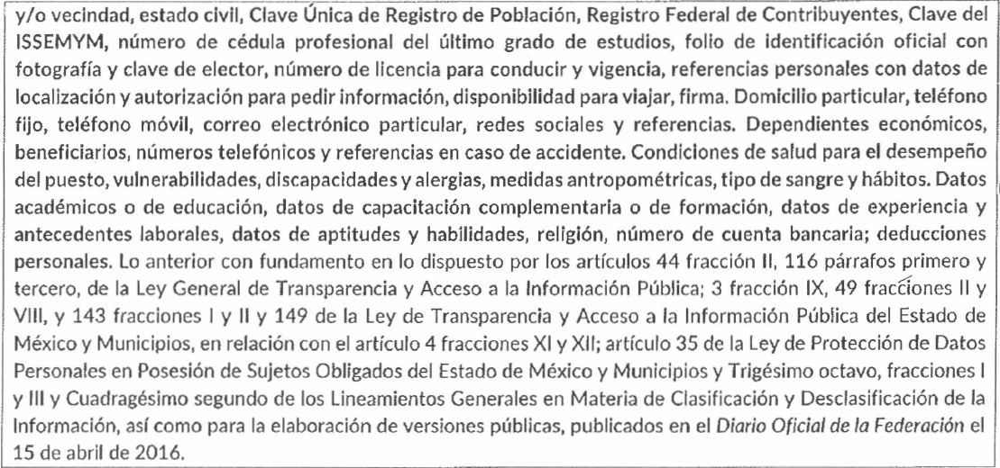 y/o vecindad, estado civil, Clave Única de Registro de Población, Registro Federal de Contribuyentes, Clave del
ISSEMYM, número de cédula profesional del último grado de estudios, folio de identificación oficial con
fotografía y clave de elector, número de licencia para conducir y vigencia, referencias personales con datos de
localización y autorización para pedir información, disponibilidad para viajar, firma. Domicilio particular, teléfono
fijo, teléfono móvil, correo electrónico particular, redes sociales y referencias. Dependientes económicos,
beneficiarios, números telefónicos y referencias en caso de accidente. Condiciones de salud para el desempeño
del puesto, vulnerabilidades, discapacidades y alergias, medidas antropométricas, tipo de sangre y hábitos. Datos
académicos o de educación, datos de capacitación complementaria o de formación, datos de experiencia y
antecedentes laborales, datos de aptitudes y habilidades, religión, número de cuenta bancaria; deducciones
personales. Lo anterior con fundamento en lo dispuesto por los artículos 44 fracción II, 116 párrafos primero y
tercero, de la Ley General de Transparencia y Acceso a la Información Pública; 3 fracción IX, 49 fracciones II y
VIII, y 143 fracciones I y II y 149 de la Ley de Transparencia y Acceso a la Información Pública del Estado de
México y Municipios, en relación con el artículo 4 fracciones XI y XII; artículo 35 de la Ley de Protección de Datos
Personales en Posesión de Sujetos Obligados del Estado de México y Municipios y Trigésimo octavo, fracciones I
y III y Cuadragésimo segundo de los Lineamientos Generales en Materia de Clasificación y Desclasificación de la
Información, así como para la elaboración de versiones públicas, publicados en el Diario Oficial de la Federación el
15 de abril de 2016.